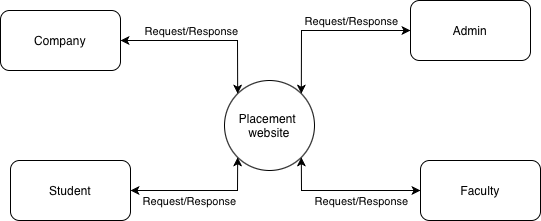 Request/Response
Admin
Company
Request/Response
Placement
website
Student
Request/Response
Request/Response
Faculty